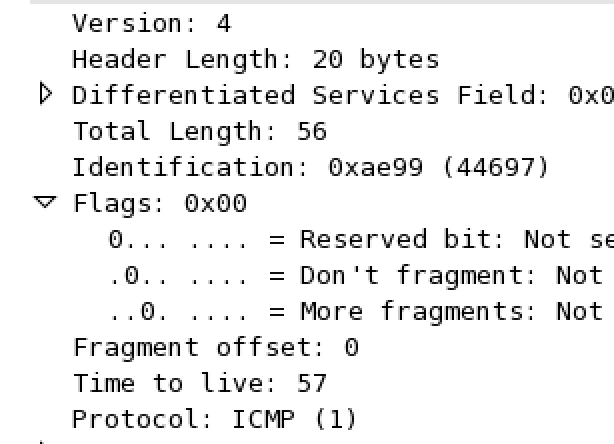 Version: 4
Header Length: 20 bytes
Differentiated Services Field: 0x0
Total Length: 56
Identification: 0xae99 (44697)
Flags: 0x00
0... .... = Reserved bit: Not se
.0.. .... = Don't fragment: Not
..0. .... = More fragments: Not
Fragment offset: 0
Time to live: 57
Protocol: ICMP (1)